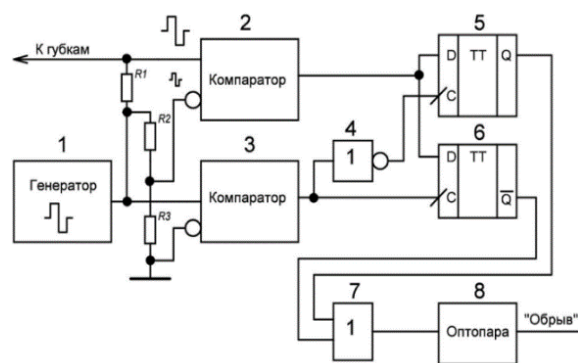 2
5
К губкам
R1
Компаратор
D
TT
Q
C
R2
1
3
4
6
Генератор
Компаратор
1
D
TT
C
Q
R3
7
8
1
Оптопара
"Обрыв"